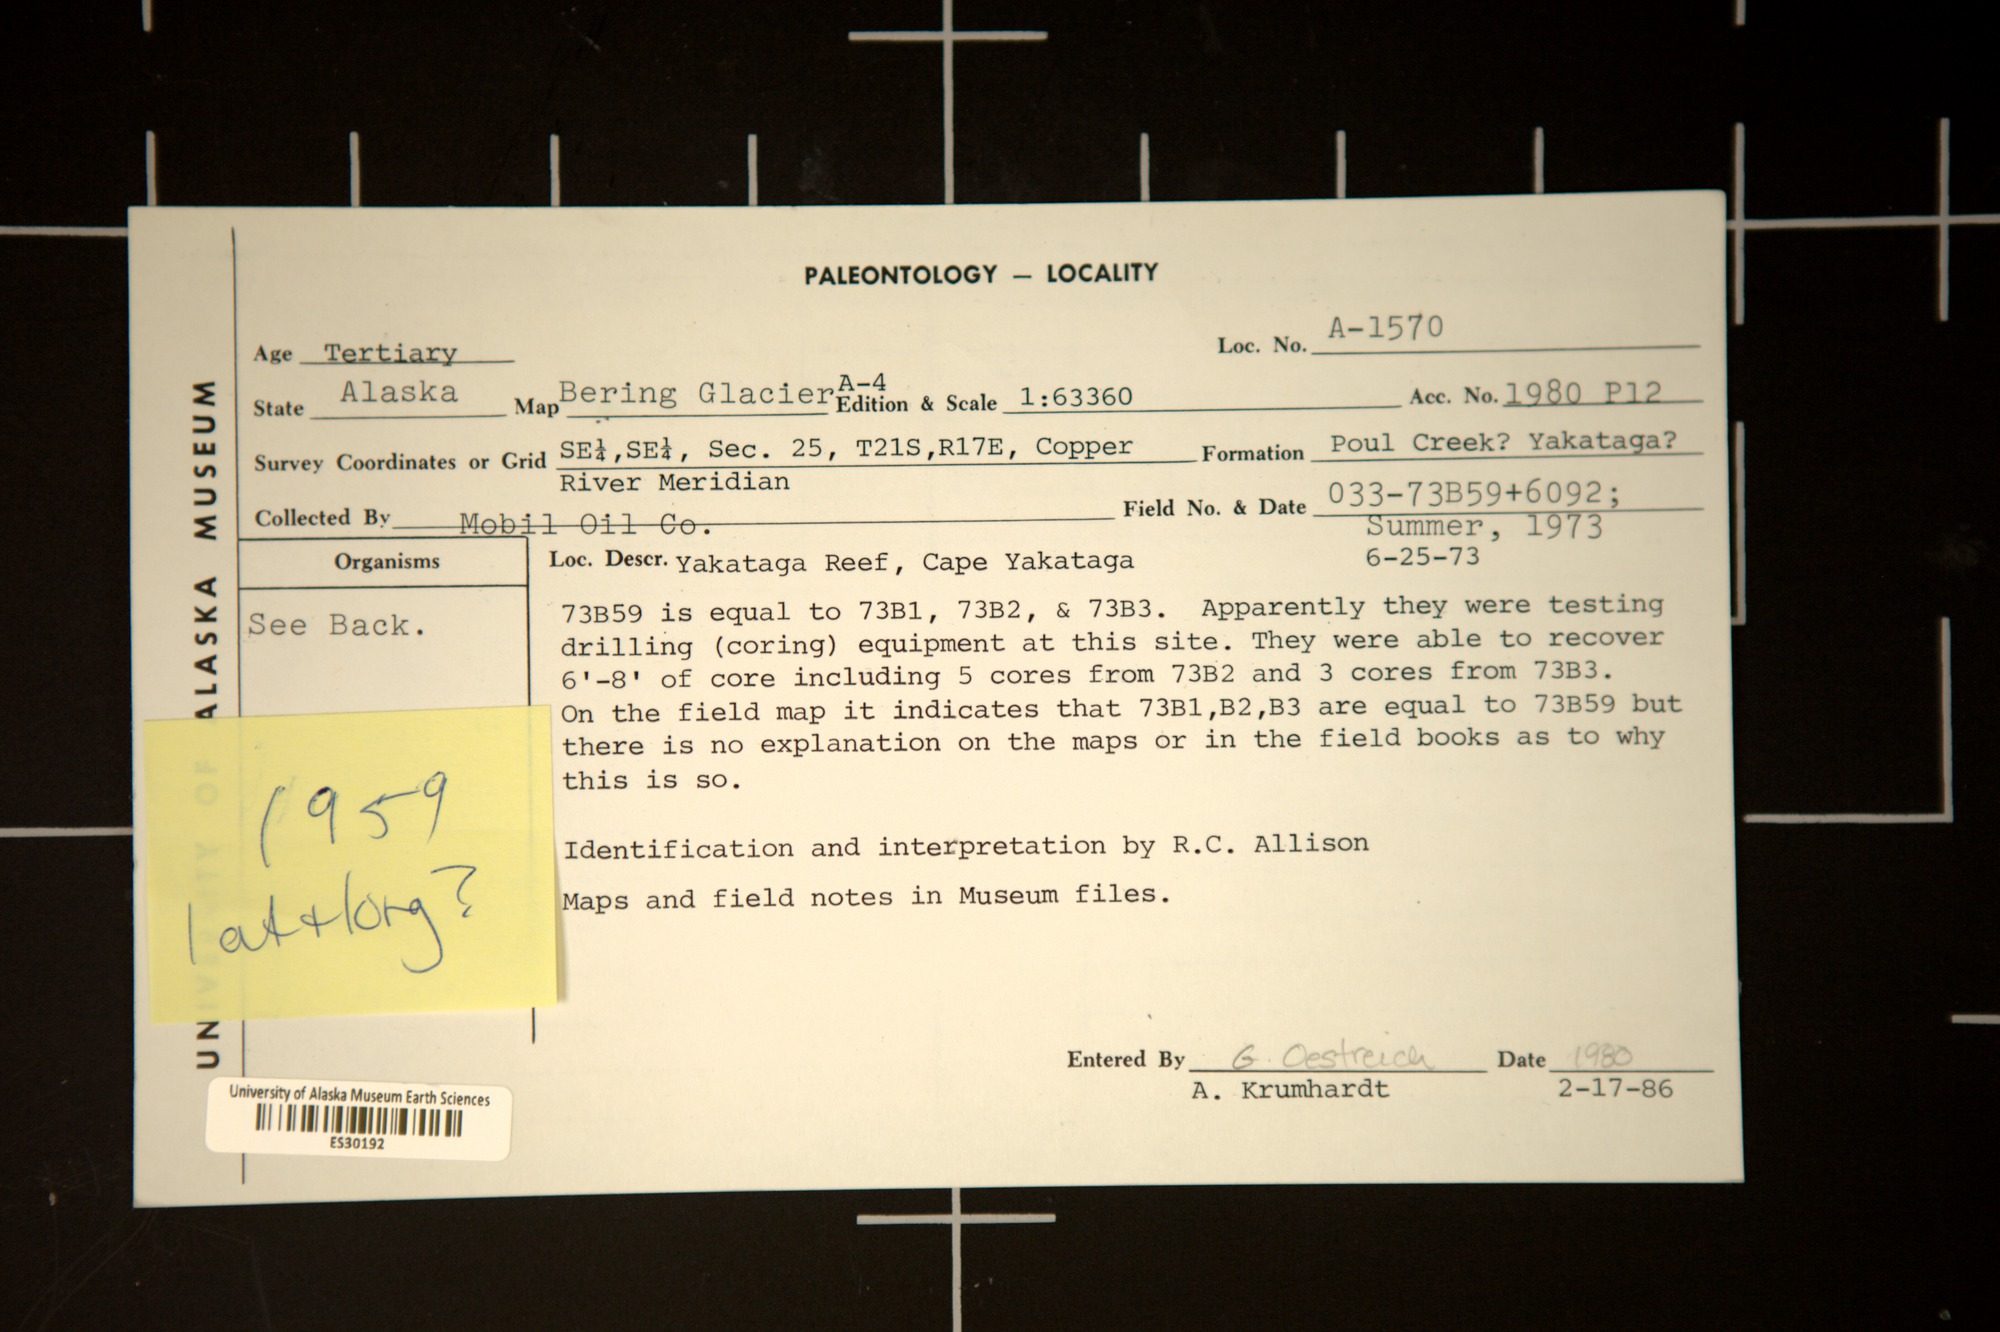 PALEONTOLOGY — LOCALITY
Age Tertiary
Loc. No. A-1570
State Alaska Map Bering Glacier A-4 Edition & Scale 1:63360
Acc. No. 1980 P12
Survey Coordinates or Grid SE¼,SE¼, Sec. 25, T21S,R17E, Copper
River Meridian
Formation Poul Creek? Yakataga?
Collected By Mobil Oil Co.
Field No. & Date 033-73B59+6092;
Summer, 1973
6-25-73
Organisms
See Back.
Loc. Descr. Yakataga Reef, Cape Yakataga
73B59 is equal to 73B1, 73B2, & 73B3. Apparently they were testing
drilling (coring) equipment at this site. They were able to recover
6'-8' of core including 5 cores from 73B2 and 3 cores from 73B3.
On the field map it indicates that 73B1,B2,B3 are equal to 73B59 but
there is no explanation on the maps or in the field books as to why
this is so.
Identification and interpretation by R.C. Allison
Maps and field notes in Museum files.
1959
lat+long?
Entered By G. Oestreich Date 1980
A. Krumhardt 2-17-86
UNIVERSITY OF ALASKA MUSEUM
University of Alaska Museum Earth Sciences
ES30192